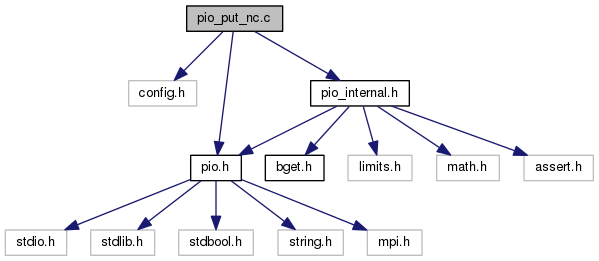 pio_put_nc.c
config.h
pio_internal.h
pio.h
bget.h
limits.h
math.h
assert.h
stdio.h
stdlib.h
stdbool.h
string.h
mpi.h